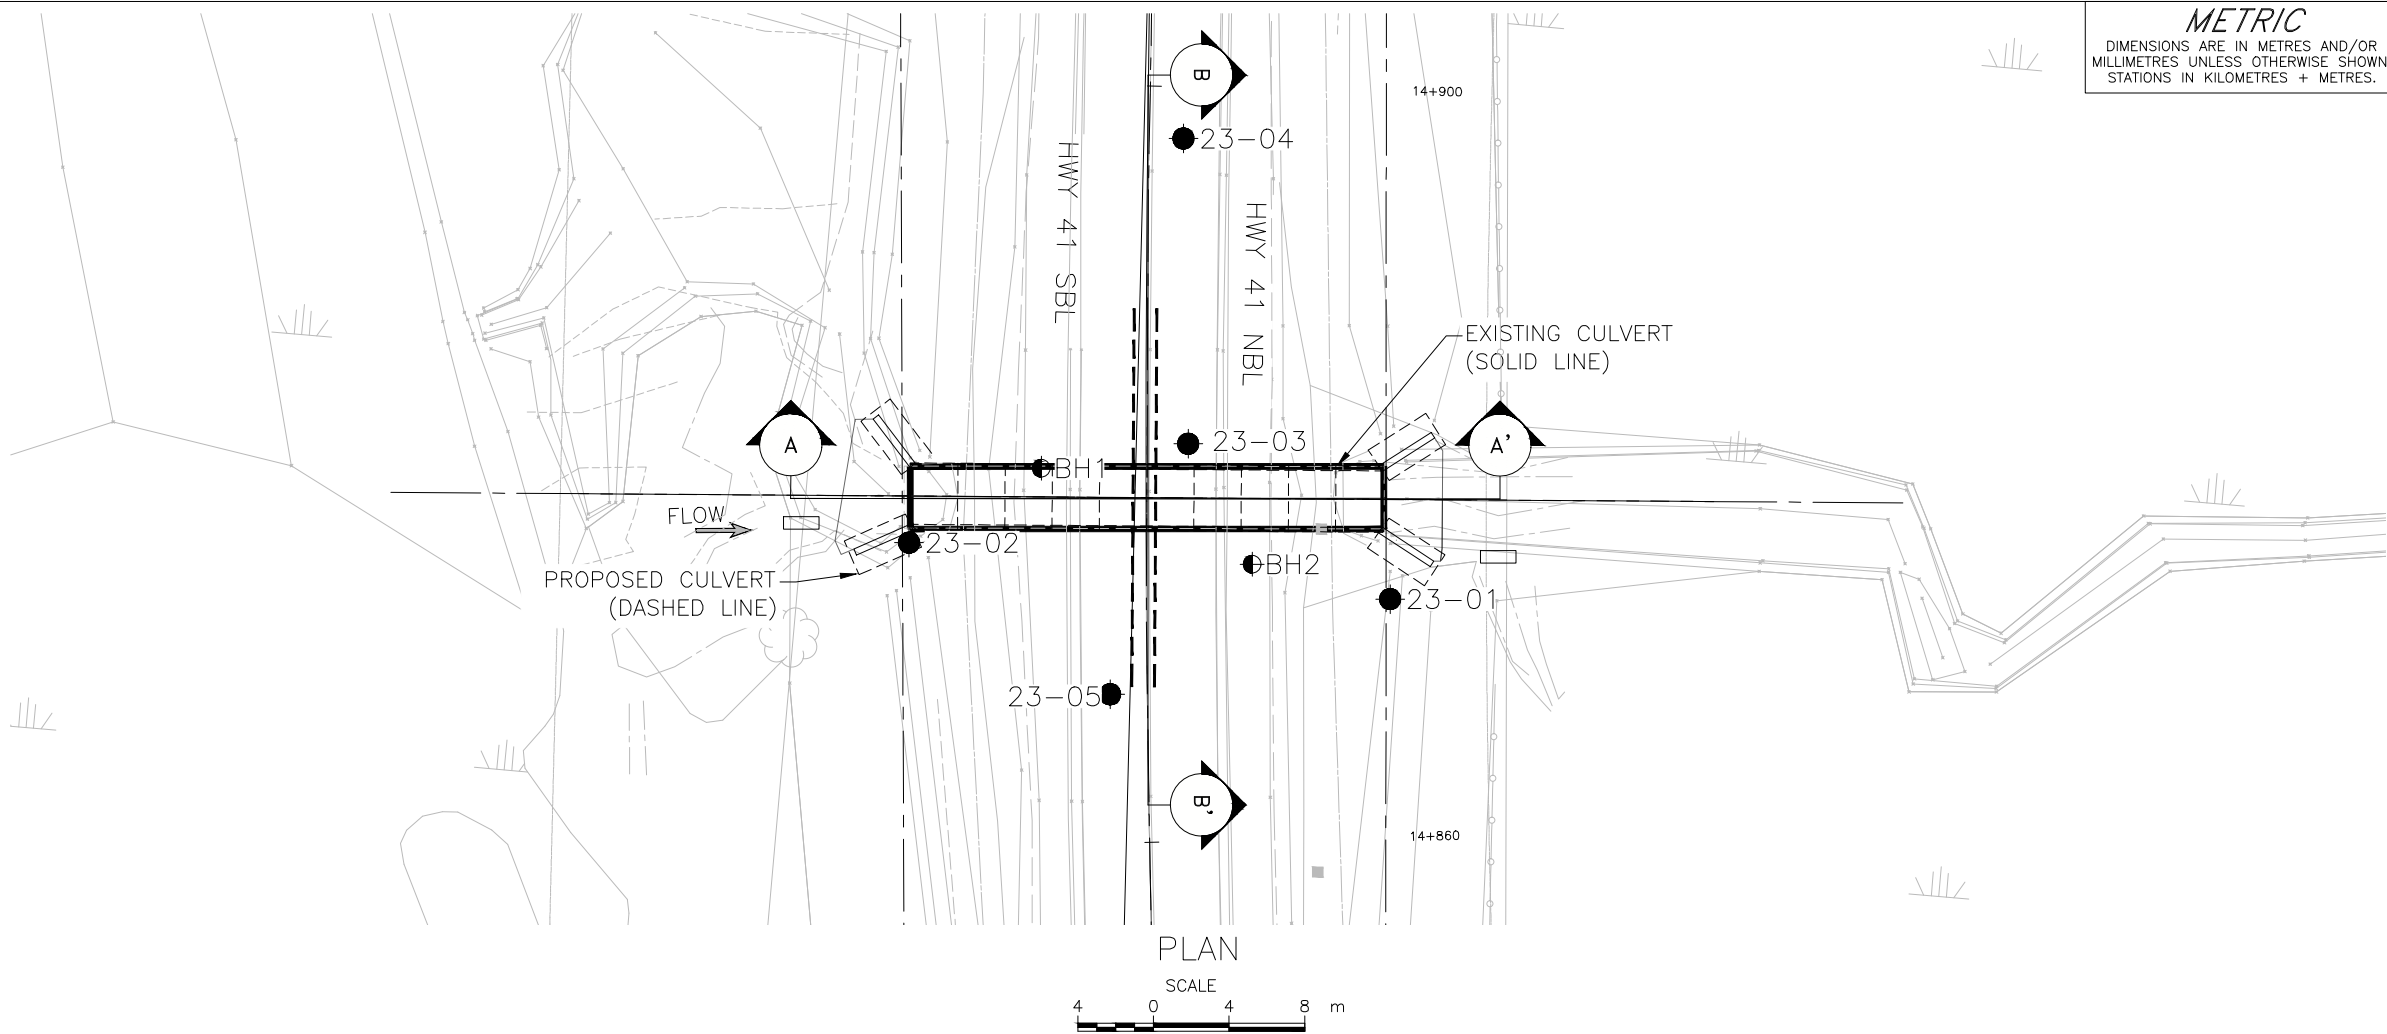 METRIC
DIMENSIONS ARE IN METRES AND/OR
MILLIMETRES UNLESS OTHERWISE SHOWN
STATIONS IN KILOMETRES + METRES.
B
14+900
23-04
HWY 41 SBL
HWY 41 NBL
EXISTING CULVERT
(SOLID LINE)
A
23-03
A'
BH1
FLOW
23-02
BH2
PROPOSED CULVERT
(DASHED LINE)
23-01
23-05
B'
14+860
PLAN
SCALE
4 0 4 8 m